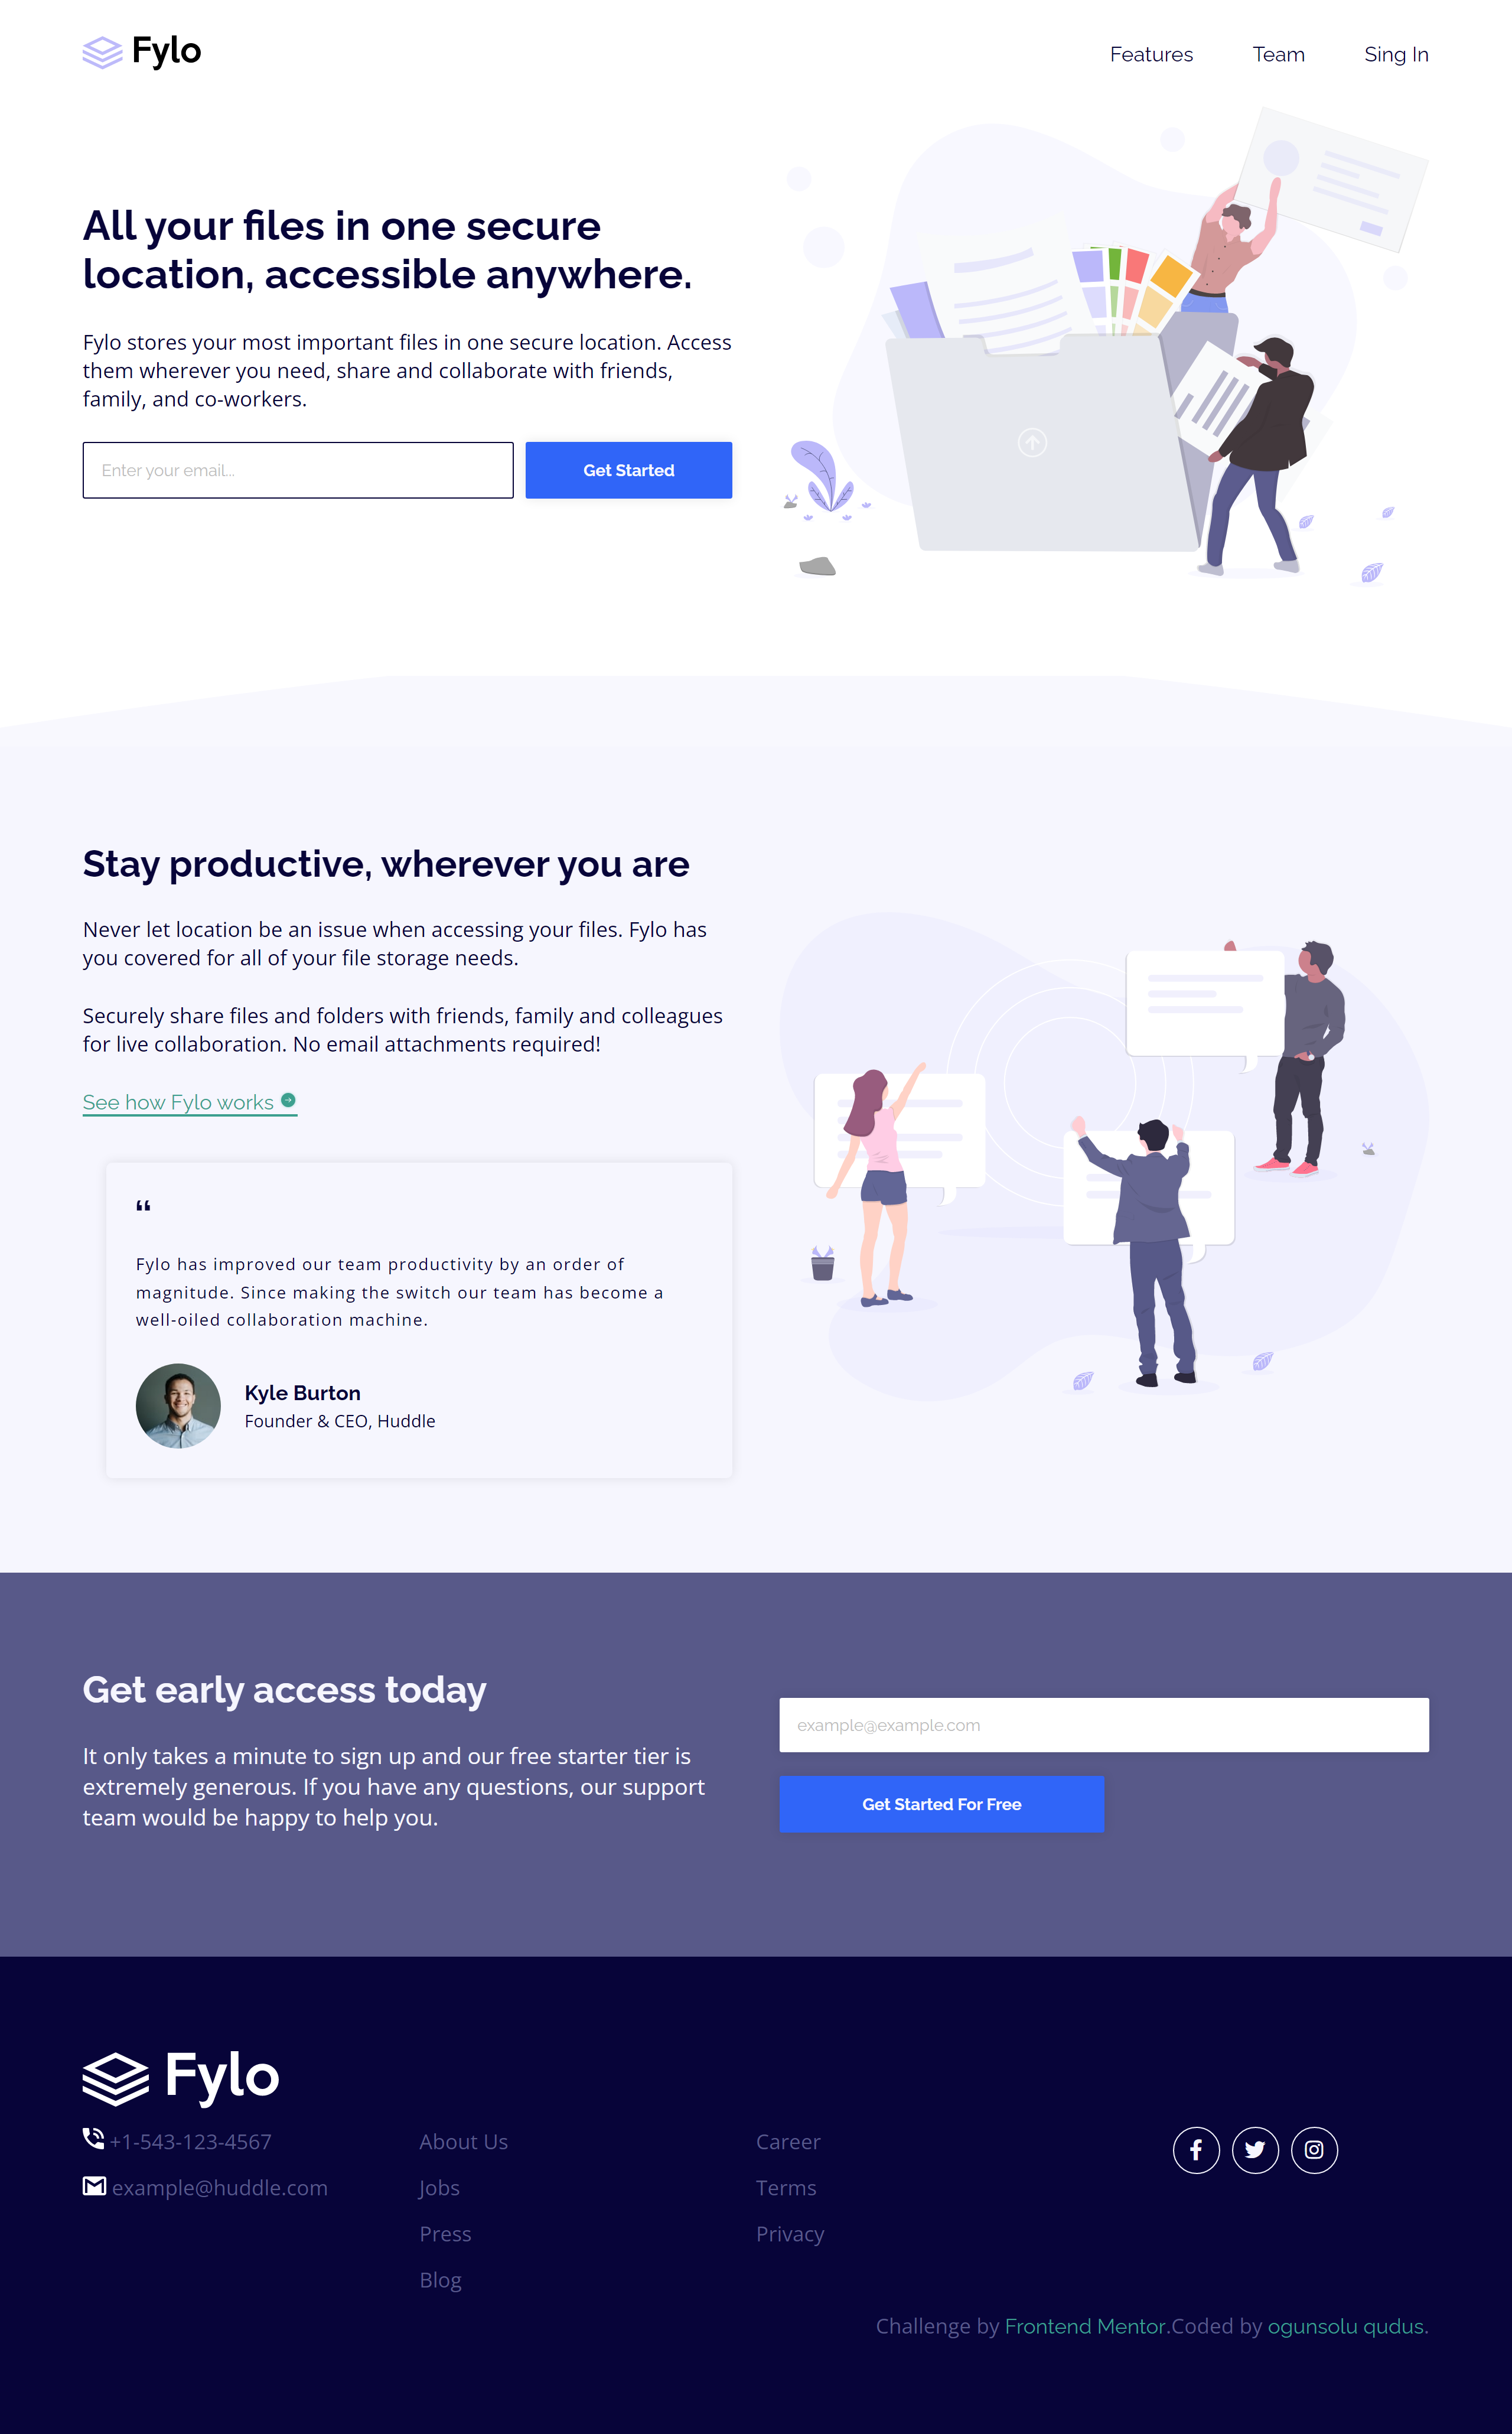 Fylo
Features
Team
Sing In
All your files in one secure
location, accessible anywhere.
Fylo stores your most important files in one secure location. Access
them wherever you need, share and collaborate with friends,
family, and co-workers.
Enter your email...
Get Started
Stay productive, wherever you are
Never let location be an issue when accessing your files. Fylo has
you covered for all of your file storage needs.
Securely share files and folders with friends, family and colleagues
for live collaboration. No email attachments required!
See how Fylo works
“
Fylo has improved our team productivity by an order of
magnitude. Since making the switch our team has become a
well-oiled collaboration machine.
Kyle Burton
Founder & CEO, Huddle
Get early access today
It only takes a minute to sign up and our free starter tier is
extremely generous. If you have any questions, our support
team would be happy to help you.
example@example.com
Get Started For Free
Fylo
+1-543-123-4567
example@huddle.com
About Us
Jobs
Press
Blog
Career
Terms
Privacy
Challenge by Frontend Mentor.Coded by ogunsolu qudus.